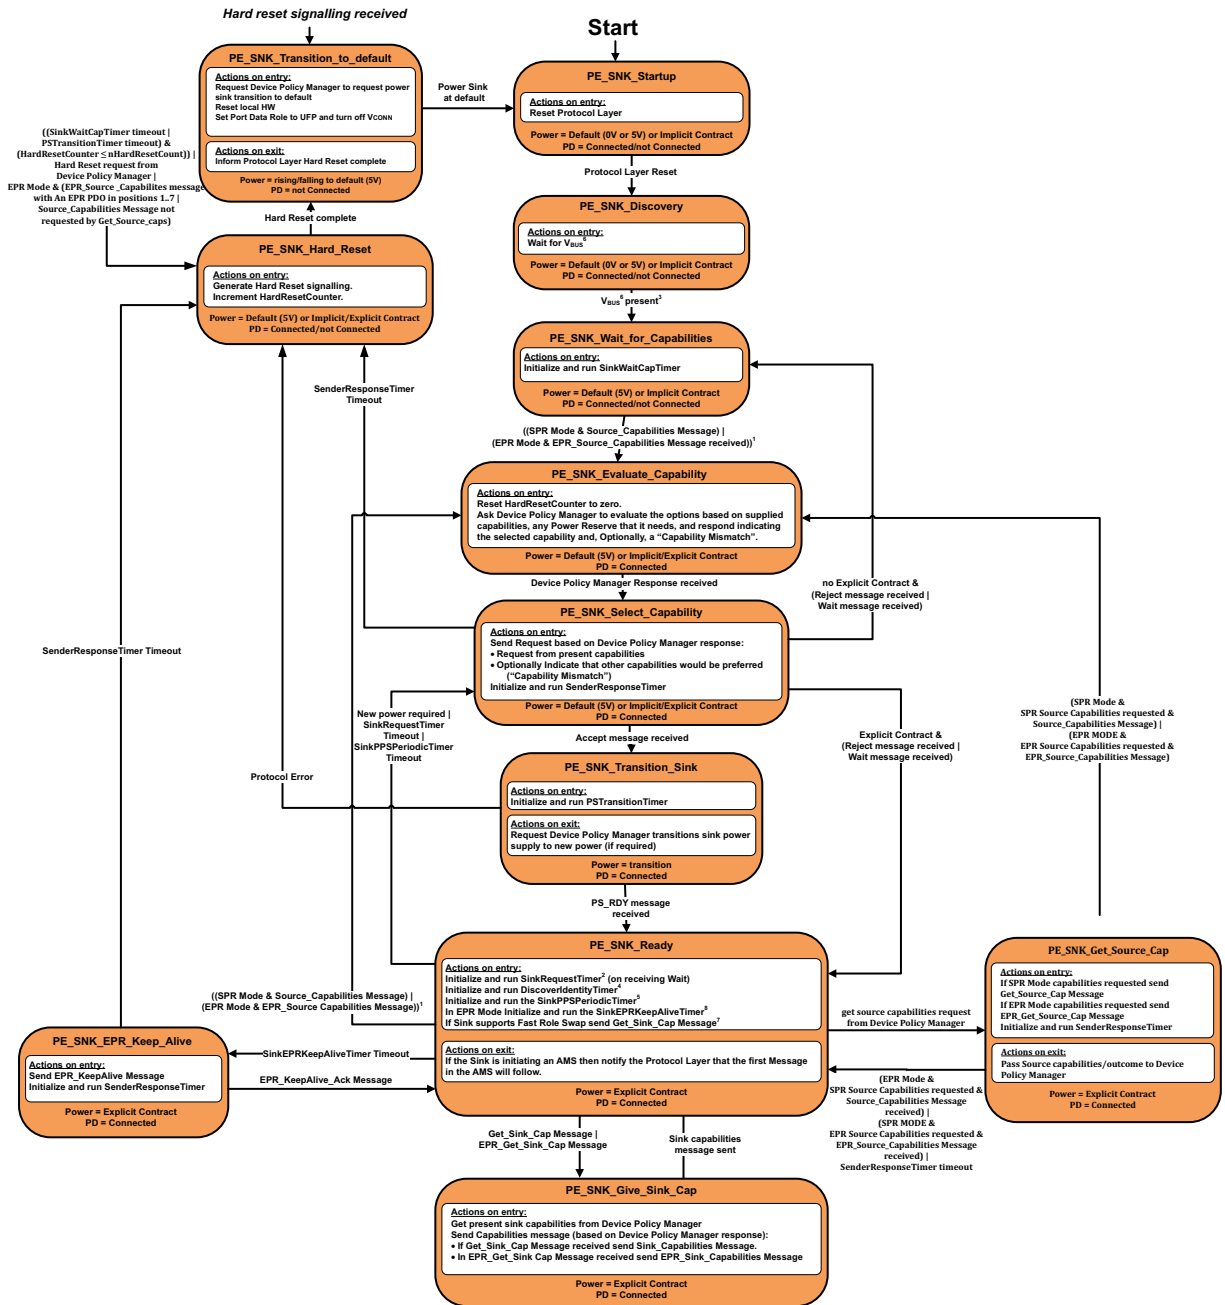 Hard reset signalling received
Start
PE_SNK_Transition_to_default
Actions on entry:
Request Device Policy Manager to request power
sink transition to default
Reset local HW
Set Port Data Role to UFP and turn off VCONN
Actions on exit:
Inform Protocol Layer Hard Reset complete
Power = rising/falling to default (5V)
PD = not Connected
Power Sink
at default
PE_SNK_Startup
Actions on entry:
Reset Protocol Layer
Power = Default (0V or 5V) or Implicit Contract
PD = Connected/not Connected
((SinkWaitCapTimer timeout |
PSTransitionTimer timeout) &
(HardResetCounter ≤ nHardResetCount)) |
Hard Reset request from
Device Policy Manager |
EPR Mode & (EPR_Source _Capabilites message
with An EPR PDO in positions 1..7 |
Source_Capabilities Message not
requested by Get_Source_caps)
Protocol Layer Reset
Hard Reset complete
PE_SNK_Discovery
Actions on entry:
Wait for VBUS6
Power = Default (0V or 5V) or Implicit Contract
PD = Connected/not Connected
PE_SNK_Hard_Reset
Actions on entry:
Generate Hard Reset signalling.
Increment HardResetCounter.
Power = Default (5V) or Implicit/Explicit Contract
PD = Connected/not Connected
VBUS6 present3
PE_SNK_Wait_for_Capabilities
Actions on entry:
Initialize and run SinkWaitCapTimer
Power = Default (5V) or Implicit Contract
PD = Connected/not Connected
SenderResponseTimer
Timeout
((SPR Mode & Source_Capabilities Message) |
(EPR Mode & EPR_Source_Capabilities Message received))1
PE_SNK_Evaluate_Capability
Actions on entry:
Reset HardResetCounter to zero.
Ask Device Policy Manager to evaluate the options based on supplied
capabilities, any Power Reserve that it needs, and respond indicating
the selected capability and, Optionally, a “Capability Mismatch”.
Power = Default (5V) or Implicit/Explicit Contract
PD = Connected
Device Policy Manager Response received
no Explicit Contract &
(Reject message received |
Wait message received)
PE_SNK_Select_Capability
Actions on entry:
Send Request based on Device Policy Manager response:
• Request from present capabilities
• Optionally Indicate that other capabilities would be preferred
(“Capability Mismatch”)
Initialize and run SenderResponseTimer
Power = Default (5V) or Implicit/Explicit Contract
PD = Connected
SenderResponseTimer Timeout
New power required |
SinkRequestTimer
Timeout |
SinkPPSPeriodicTimer
Timeout
Accept message received
Explicit Contract &
(Reject message received |
Wait message received)
(SPR Mode &
SPR Source Capabilities requested &
Source_Capabilities Message) |
(EPR MODE &
EPR Source Capabilities requested &
EPR_Source_Capabilities Message)
Protocol Error
PE_SNK_Transition_Sink
Actions on entry:
Initialize and run PSTransitionTimer
Actions on exit:
Request Device Policy Manager transitions sink power
supply to new power (if required)
Power = transition
PD = Connected
PS_RDY message
received
PE_SNK_Ready
Actions on entry:
Initialize and run SinkRequestTimer2 (on receiving Wait)
Initialize and run DiscoverIdentityTimer4
Initialize and run the SinkPPSPeriodicTimer5
In EPR Mode Initialize and run the SinkEPRKeepAliveTimer8
If Sink supports Fast Role Swap send Get_Sink_Cap Message7
Actions on exit:
If the Sink is initiating an AMS then notify the Protocol Layer that the first Message
in the AMS will follow.
Power = Explicit Contract
PD = Connected
((SPR Mode & Source_Capabilities Message) |
(EPR Mode & EPR_Source Capabilities Message))1
get source capabilities request
from Device Policy Manager
PE_SNK_Get_Source_Cap
Actions on entry:
If SPR Mode capabilities requested send
Get_Source_Cap Message
If EPR Mode capabilities requested send
EPR_Get_Source_Cap Message
Initialize and run SenderResponseTimer
Actions on exit:
Pass Source capabilities/outcome to Device
Policy Manager
Power = Explicit Contract
PD = Connected
PE_SNK_EPR_Keep_Alive
Actions on entry:
Send EPR_KeepAlive Message
Initialize and run SenderResponseTimer
Power = Explicit Contract
PD = Connected
SinkEPRKeepAliveTimer Timeout
EPR_KeepAlive_Ack Message
(EPR Mode &
SPR Source Capabilities requested &
Source_Capabilities Message
received) |
(SPR MODE &
EPR Source Capabilities requested &
EPR_Source_Capabilities Message
received) |
SenderResponseTimer timeout
Get_Sink_Cap Message |
EPR_Get_Sink_Cap Message
Sink capabilities
message sent
PE_SNK_Give_Sink_Cap
Actions on entry:
Get present sink capabilities from Device Policy Manager
Send Capabilities message (based on Device Policy Manager response):
• If Get_Sink_Cap Message received send Sink_Capabilities Message.
• In EPR_Get_Sink Cap Message received send EPR_Sink_Capabilities Message
Power = Explicit Contract
PD = Connected